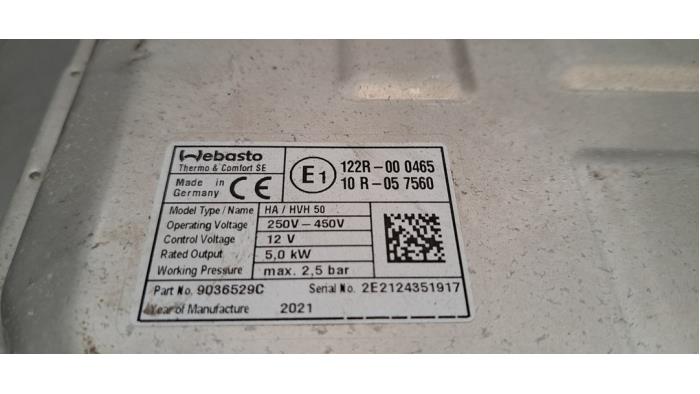 Webasto
Thermo & Comfort SE
Made in Germany CE
E1
122R-00 0465
10 R-05 7560
Model Type / Name HA / HVH 50
Operating Voltage 250V-450V
Control Voltage 12 V
Rated Output 5,0 kW
Working Pressure max. 2,5 bar
Part No. 9036529C Serial No. 2E2124351917
Year of Manufacture 2021